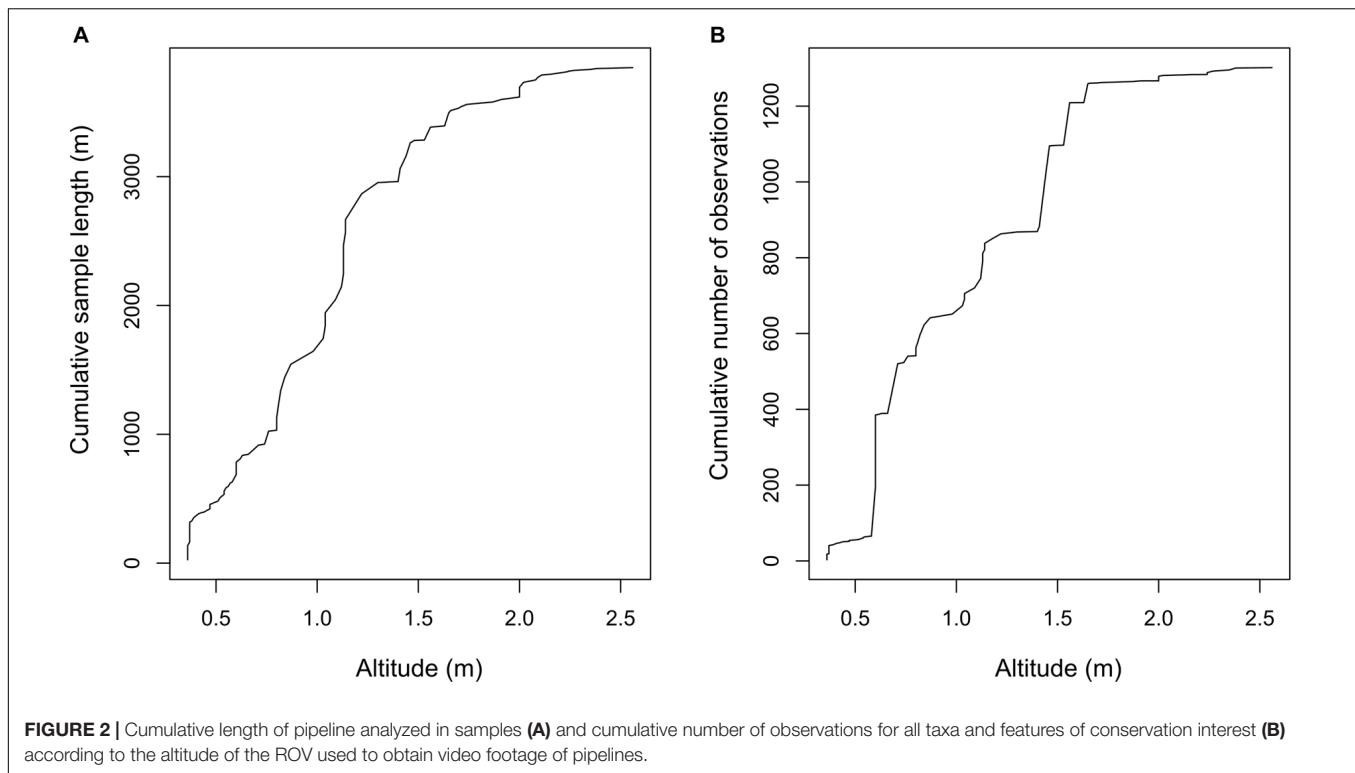 A
Cumulative sample length (m)
3000
2000
1000
0
0.5 1.0 1.5 2.0 2.5
Altitude (m)
B
Cumulative number of observations
1200
1000
800
600
400
200
0
0.5 1.0 1.5 2.0 2.5
Altitude (m)
FIGURE 2 | Cumulative length of pipeline analyzed in samples (A) and cumulative number of observations for all taxa and features of conservation interest (B)
according to the altitude of the ROV used to obtain video footage of pipelines.